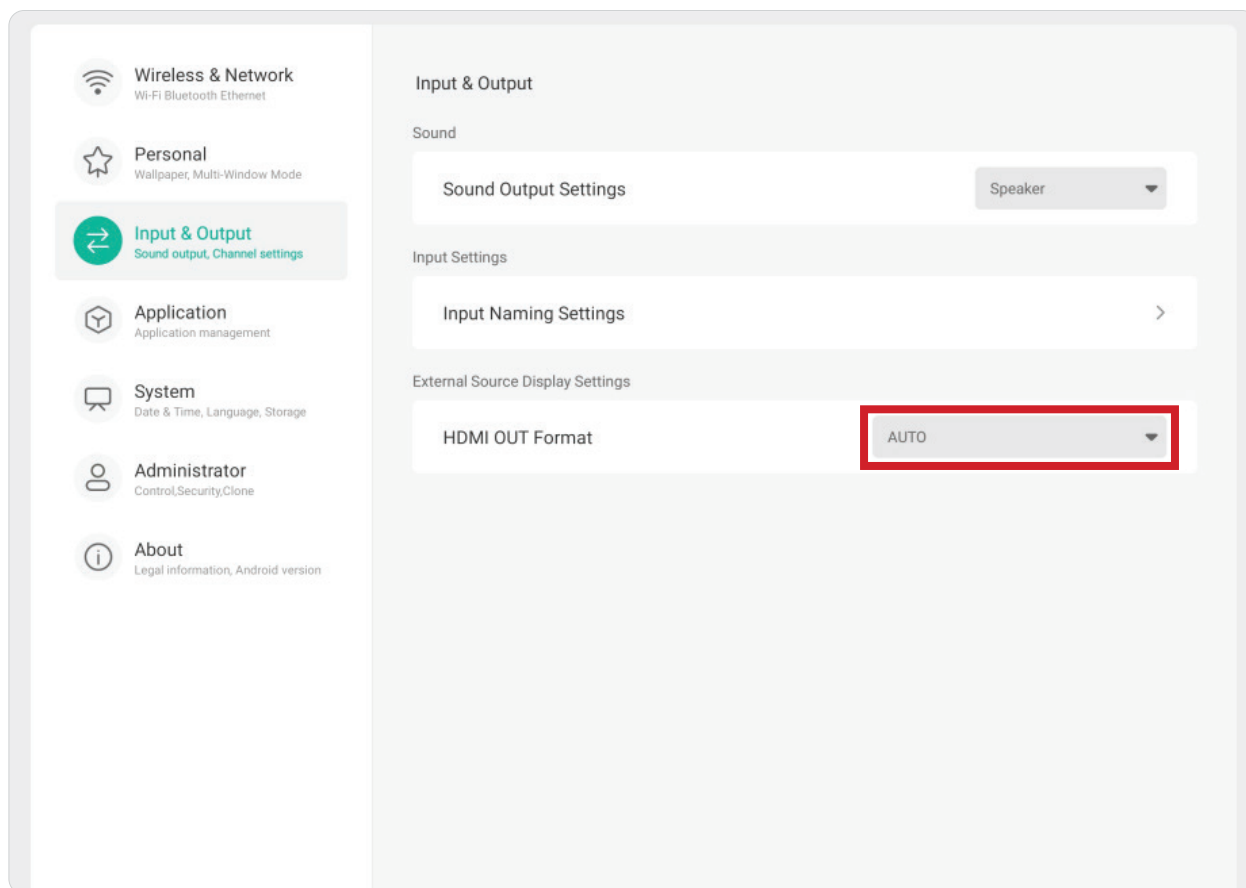 Wireless & Network
Wi-Fi Bluetooth Ethernet
Personal
Wallpaper, Multi-Window Mode
Input & Output
Sound output, Channel settings
Application
Application management
System
Date & Time, Language, Storage
Administrator
Control,Security,Clone
About
Legal information, Android version
Input & Output
Sound
Sound Output Settings
Speaker
Input Settings
Input Naming Settings
External Source Display Settings
HDMI OUT Format
AUTO